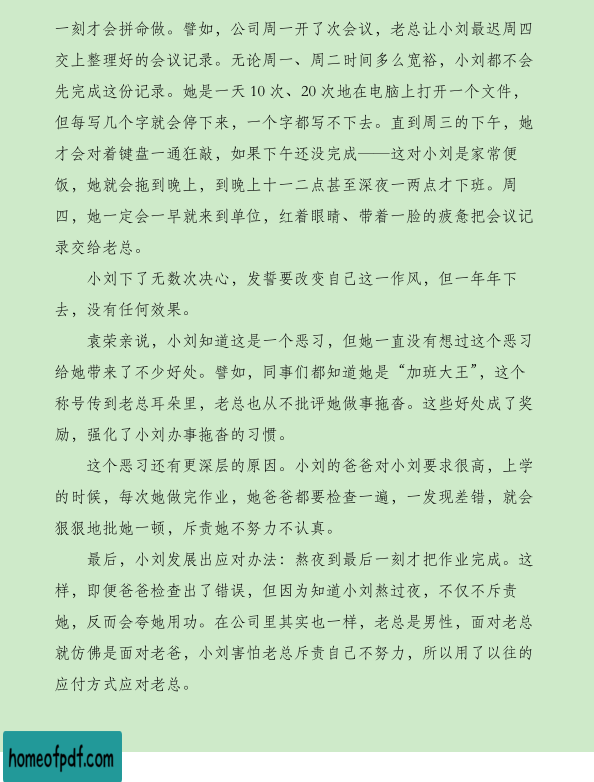 一刻才会拼命做。譬如，公司周一开了次会议，老总让小刘最迟周四
交上整理好的会议记录。无论周一、周二时间多么宽裕，小刘都不会
先完成这份记录。她是一天 10 次、20 次地在电脑上打开一个文件，
但每写几个字就会停下来，一个字都写不下去。直到周三的下午，她
才会对着键盘一通狂敲，如果下午还没完成——这对小刘是家常便
饭，她就会拖到晚上，到晚上十一二点甚至深夜一两点才下班。周
四，她一定会一早就来到单位，红着眼睛、带着一脸的疲惫把会议记
录交给老总。
小刘下了无数次决心，发誓要改变自己这一作风，但一年年下
去，没有任何效果。
袁荣亲说，小刘知道这是一个恶习，但她一直没有想过这个恶习
给她带来了不少好处。譬如，同事们都知道她是“加班大王”，这个
称号传到老总耳朵里，老总也从不批评她做事拖沓。这些好处成了奖
励，强化了小刘办事拖沓的习惯。
这个恶习还有更深层的原因。小刘的爸爸对小刘要求很高，上学
的时候，每次她做完作业，她爸爸都要检查一遍，一发现差错，就会
狠狠地批她一顿，斥责她不努力不认真。
最后，小刘发展出应对办法：熬夜到最后一刻才把作业完成。这
样，即便爸爸检查出了错误，但因为知道小刘熬过夜，不仅不斥责
她，反而会夸她用功。在公司里其实也一样，老总是男性，面对老总
就仿佛是面对老爸，小刘害怕老总斥责自己不努力，所以用了以往的
应付方式应对老总。
homeofpdf.com